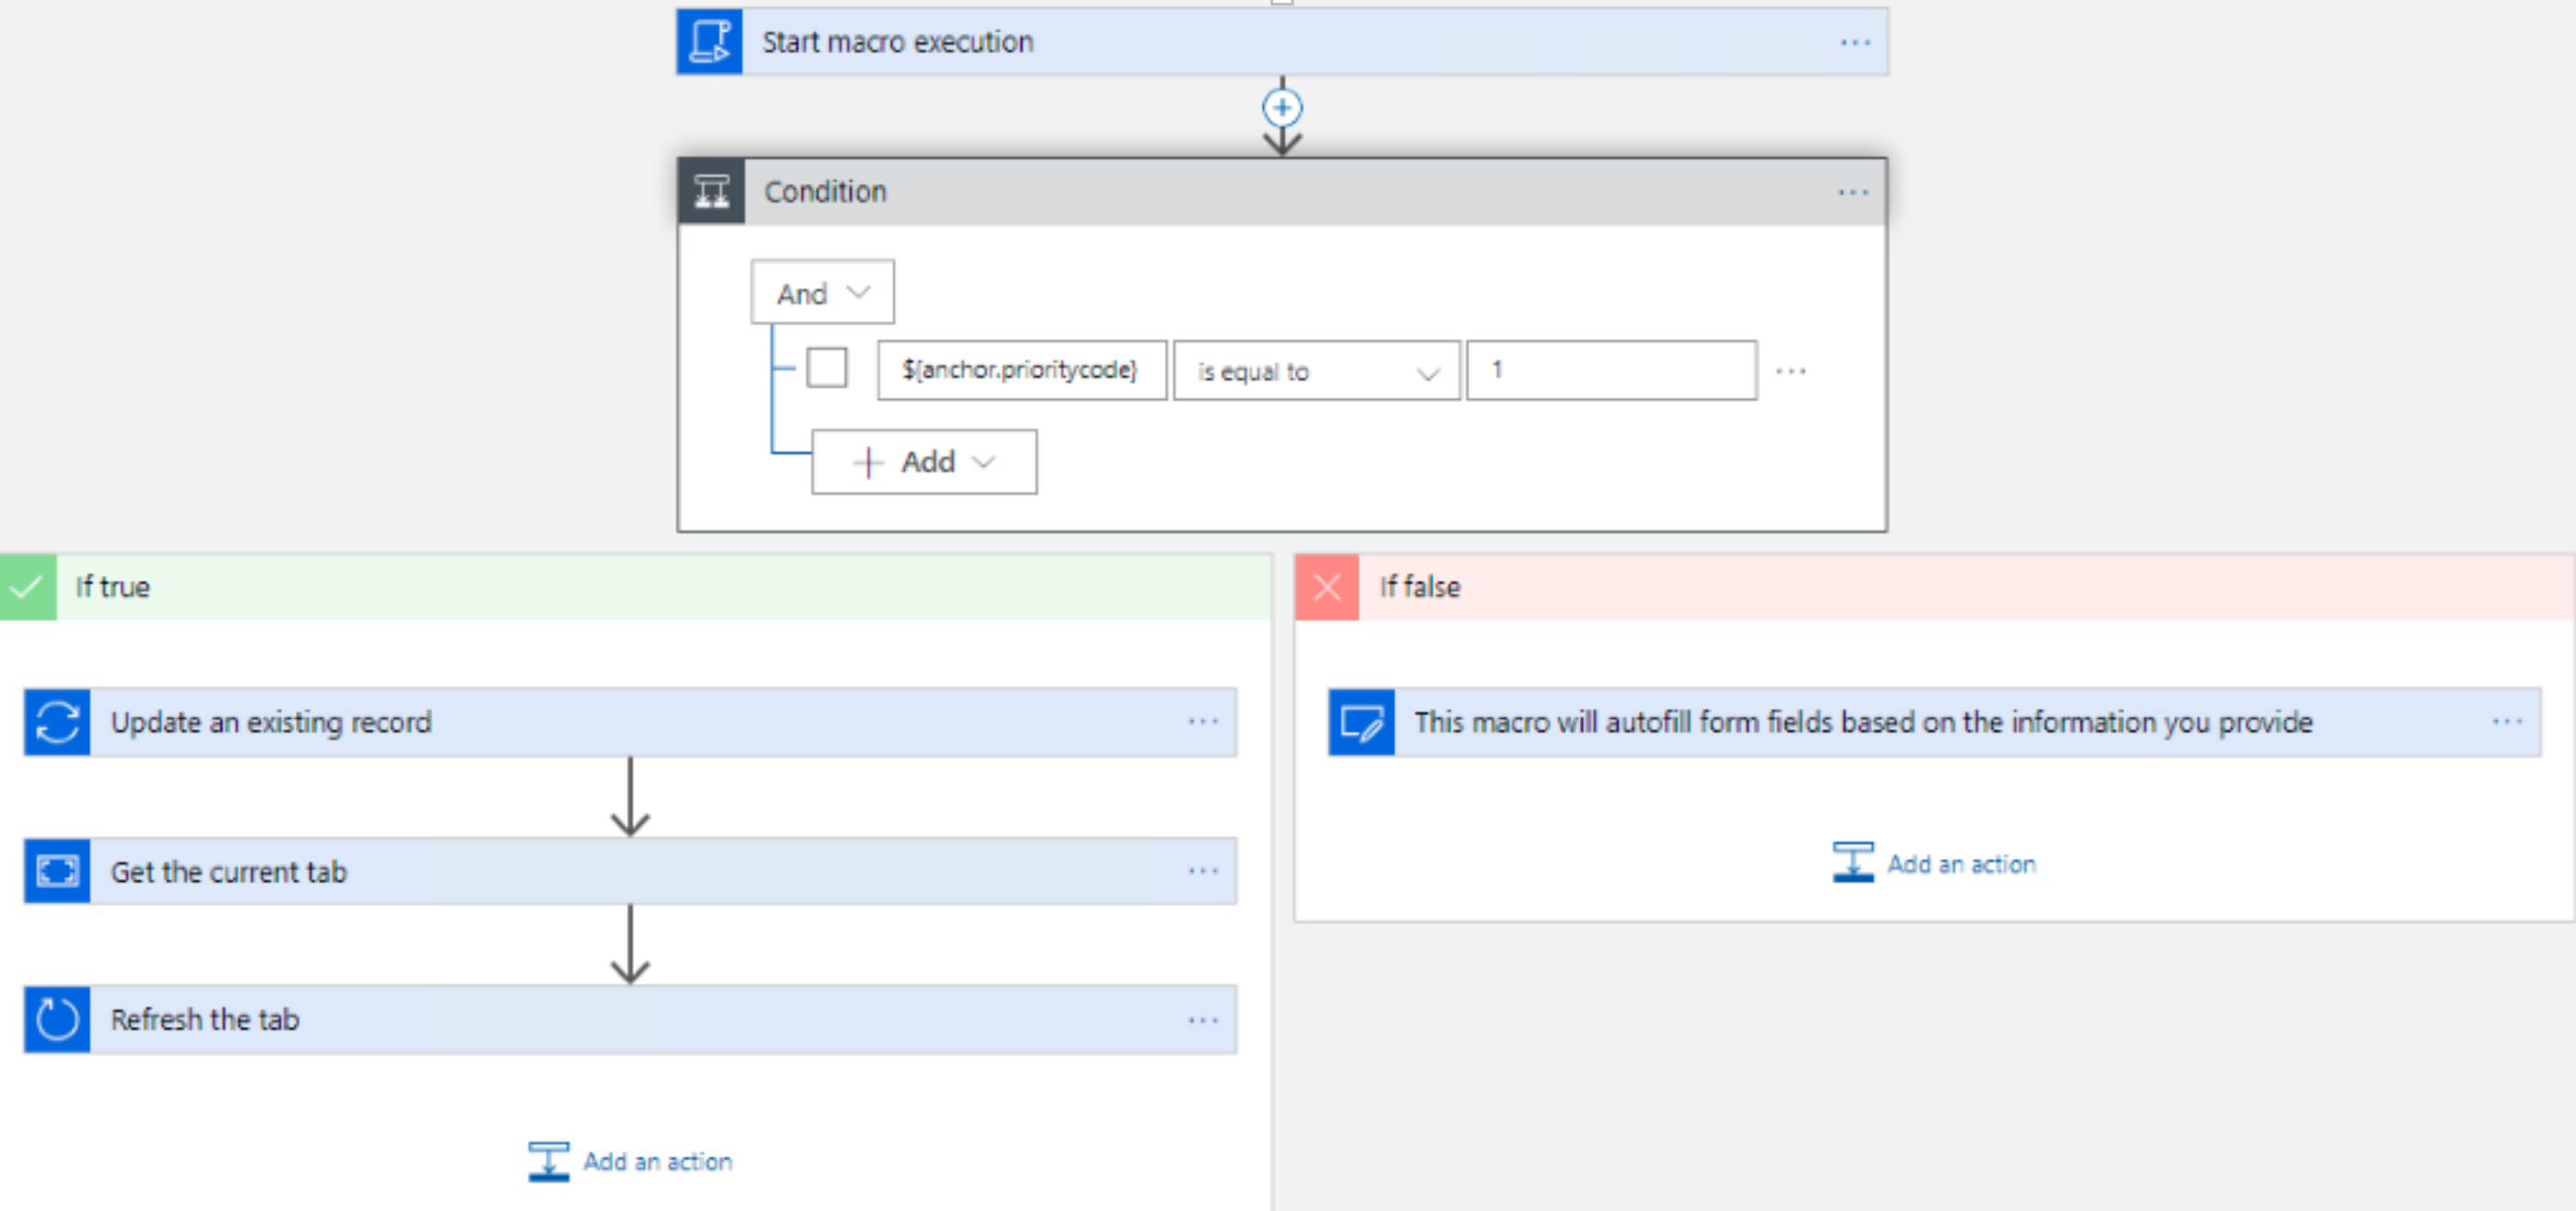 Start macro execution
Condition
And
${anchor.prioritycode} is equal to 1
Add
If true
If false
Update an existing record
This macro will autofill form fields based on the information you provide
Get the current tab
Add an action
Refresh the tab
Add an action